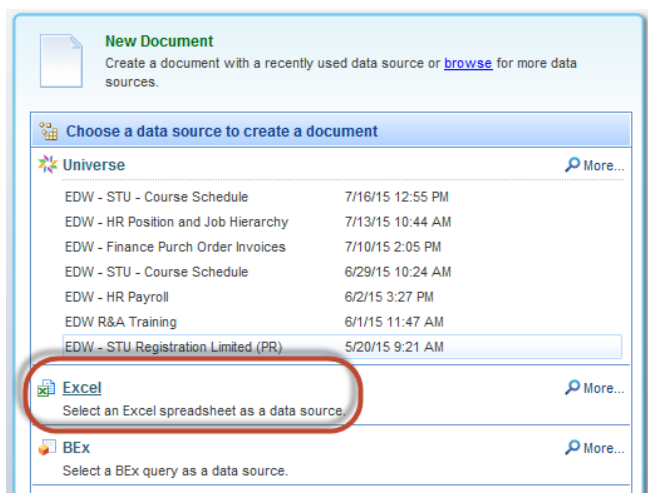 New Document
Create a document with a recently used data source or browse for more data
sources.
Choose a data source to create a document
Universe More...
EDW - STU - Course Schedule 7/16/15 12:55 PM
EDW - HR Position and Job Hierarchy 7/13/15 10:44 AM
EDW - Finance Purch Order Invoices 7/10/15 2:05 PM
EDW - STU - Course Schedule 6/29/15 10:24 AM
EDW - HR Payroll 6/2/15 3:27 PM
EDW R&A Training 6/1/15 11:47 AM
EDW - STU Registration Limited (PR) 5/20/15 9:21 AM
Excel More...
Select an Excel spreadsheet as a data source.
BEx More...
Select a BEx query as a data source.